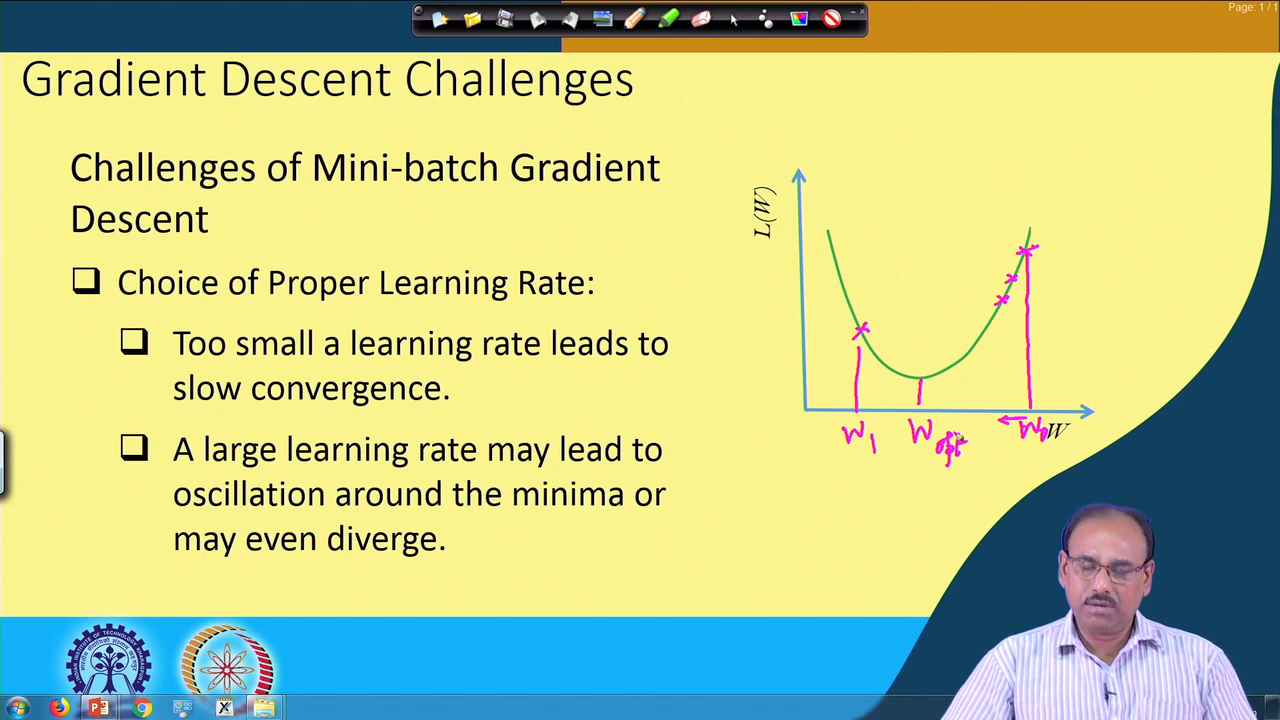 Page: 1 / 1
Gradient Descent Challenges
Challenges of Mini-batch Gradient
Descent
Choice of Proper Learning Rate:
Too small a learning rate leads to
slow convergence.
A large learning rate may lead to
oscillation around the minima or
may even diverge.
L(W)
W1
Wopt
W